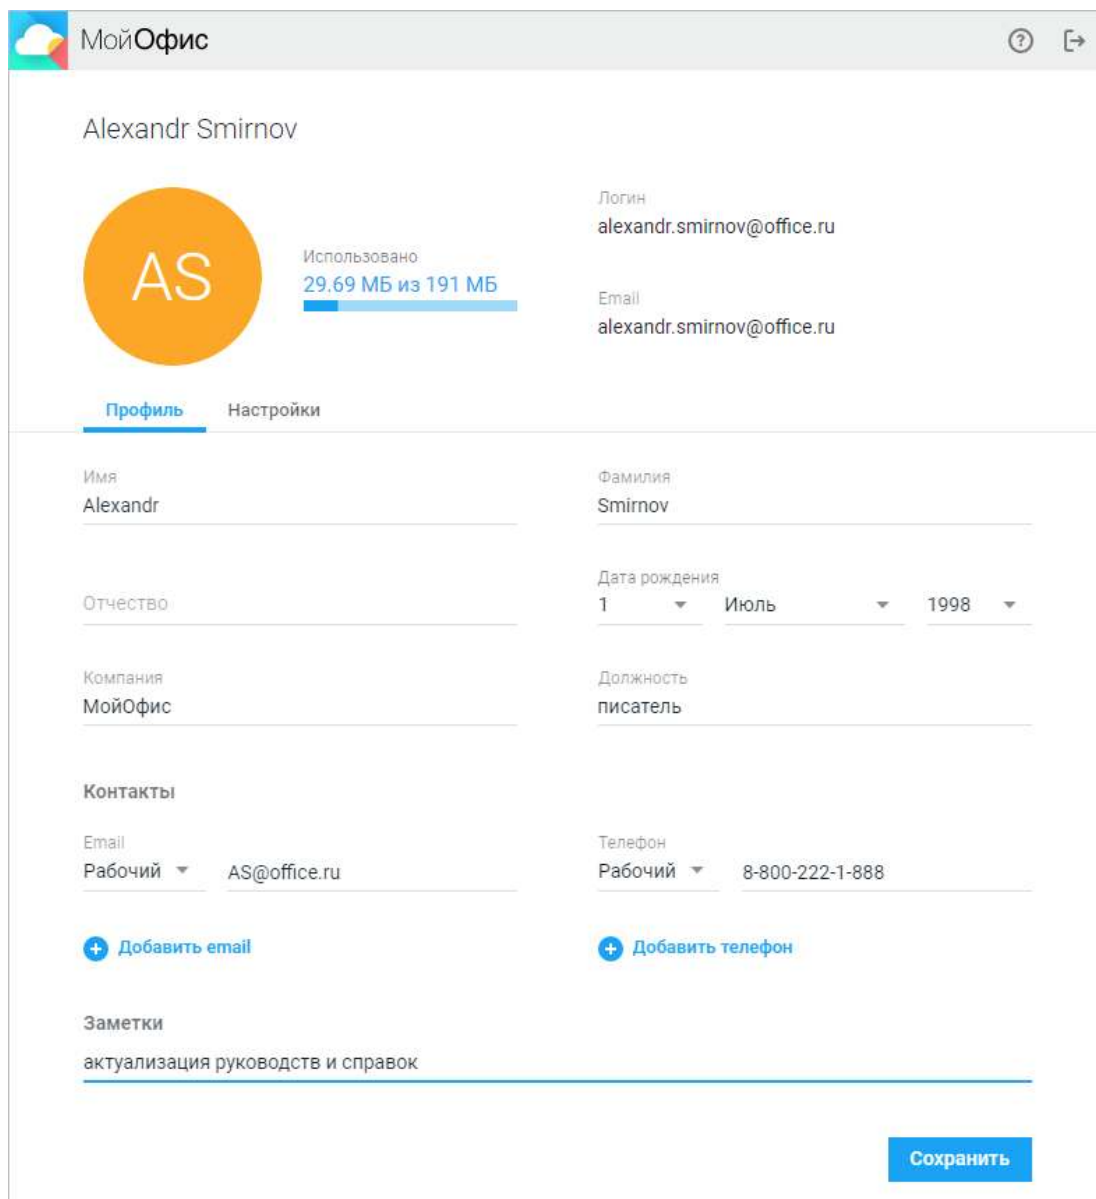 МойОфис
Alexandr Smirnov
AS
Использовано
29.69 МБ из 191 МБ
Логин
alexandr.smirnov@office.ru
Email
alexandr.smirnov@office.ru
Профиль Настройки
Имя Фамилия
Alexandr Smirnov
Дата рождения
Отчество 1 Июль 1998
Компания Должность
МойОфис писатель
Контакты
Email Телефон
Рабочий AS@office.ru Рабочий 8-800-222-1-888
Добавить email Добавить телефон
Заметки
актуализация руководств и справок
Сохранить